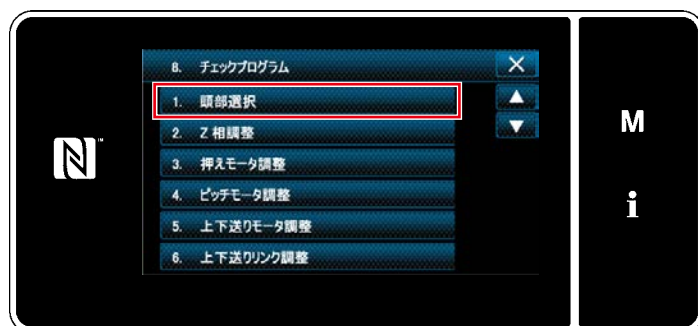 8. チェックプログラム
1. 頭部選択
2. Z 相調整
3. 押えモータ調整
4. ピッチモータ調整
5. 上下送りモータ調整
6. 上下送りリンク調整
N
M
i